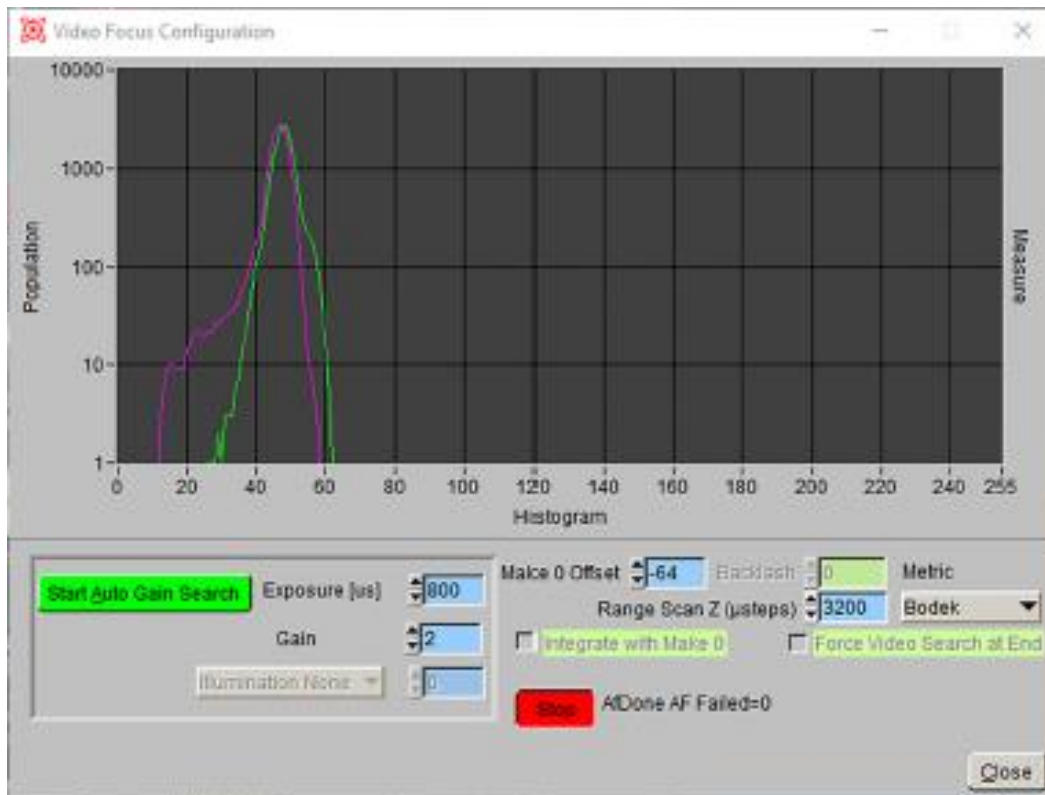 Video Focus Configuration
10000
1000
100
10
1
Population
Measure
0 20 40 60 80 100 120 140 160 180 200 220 240 255
Histogram
Start Auto Gain Search
Exposure [us] 800
Gain 2
Illumination None 0
Make 0 Offset -64 Backlash 0 Metric
Range Scan Z (µsteps) 3200 Bodek
Integrate with Make 0 Force Video Search at End
Stop AfDone AF Failed=0
Close